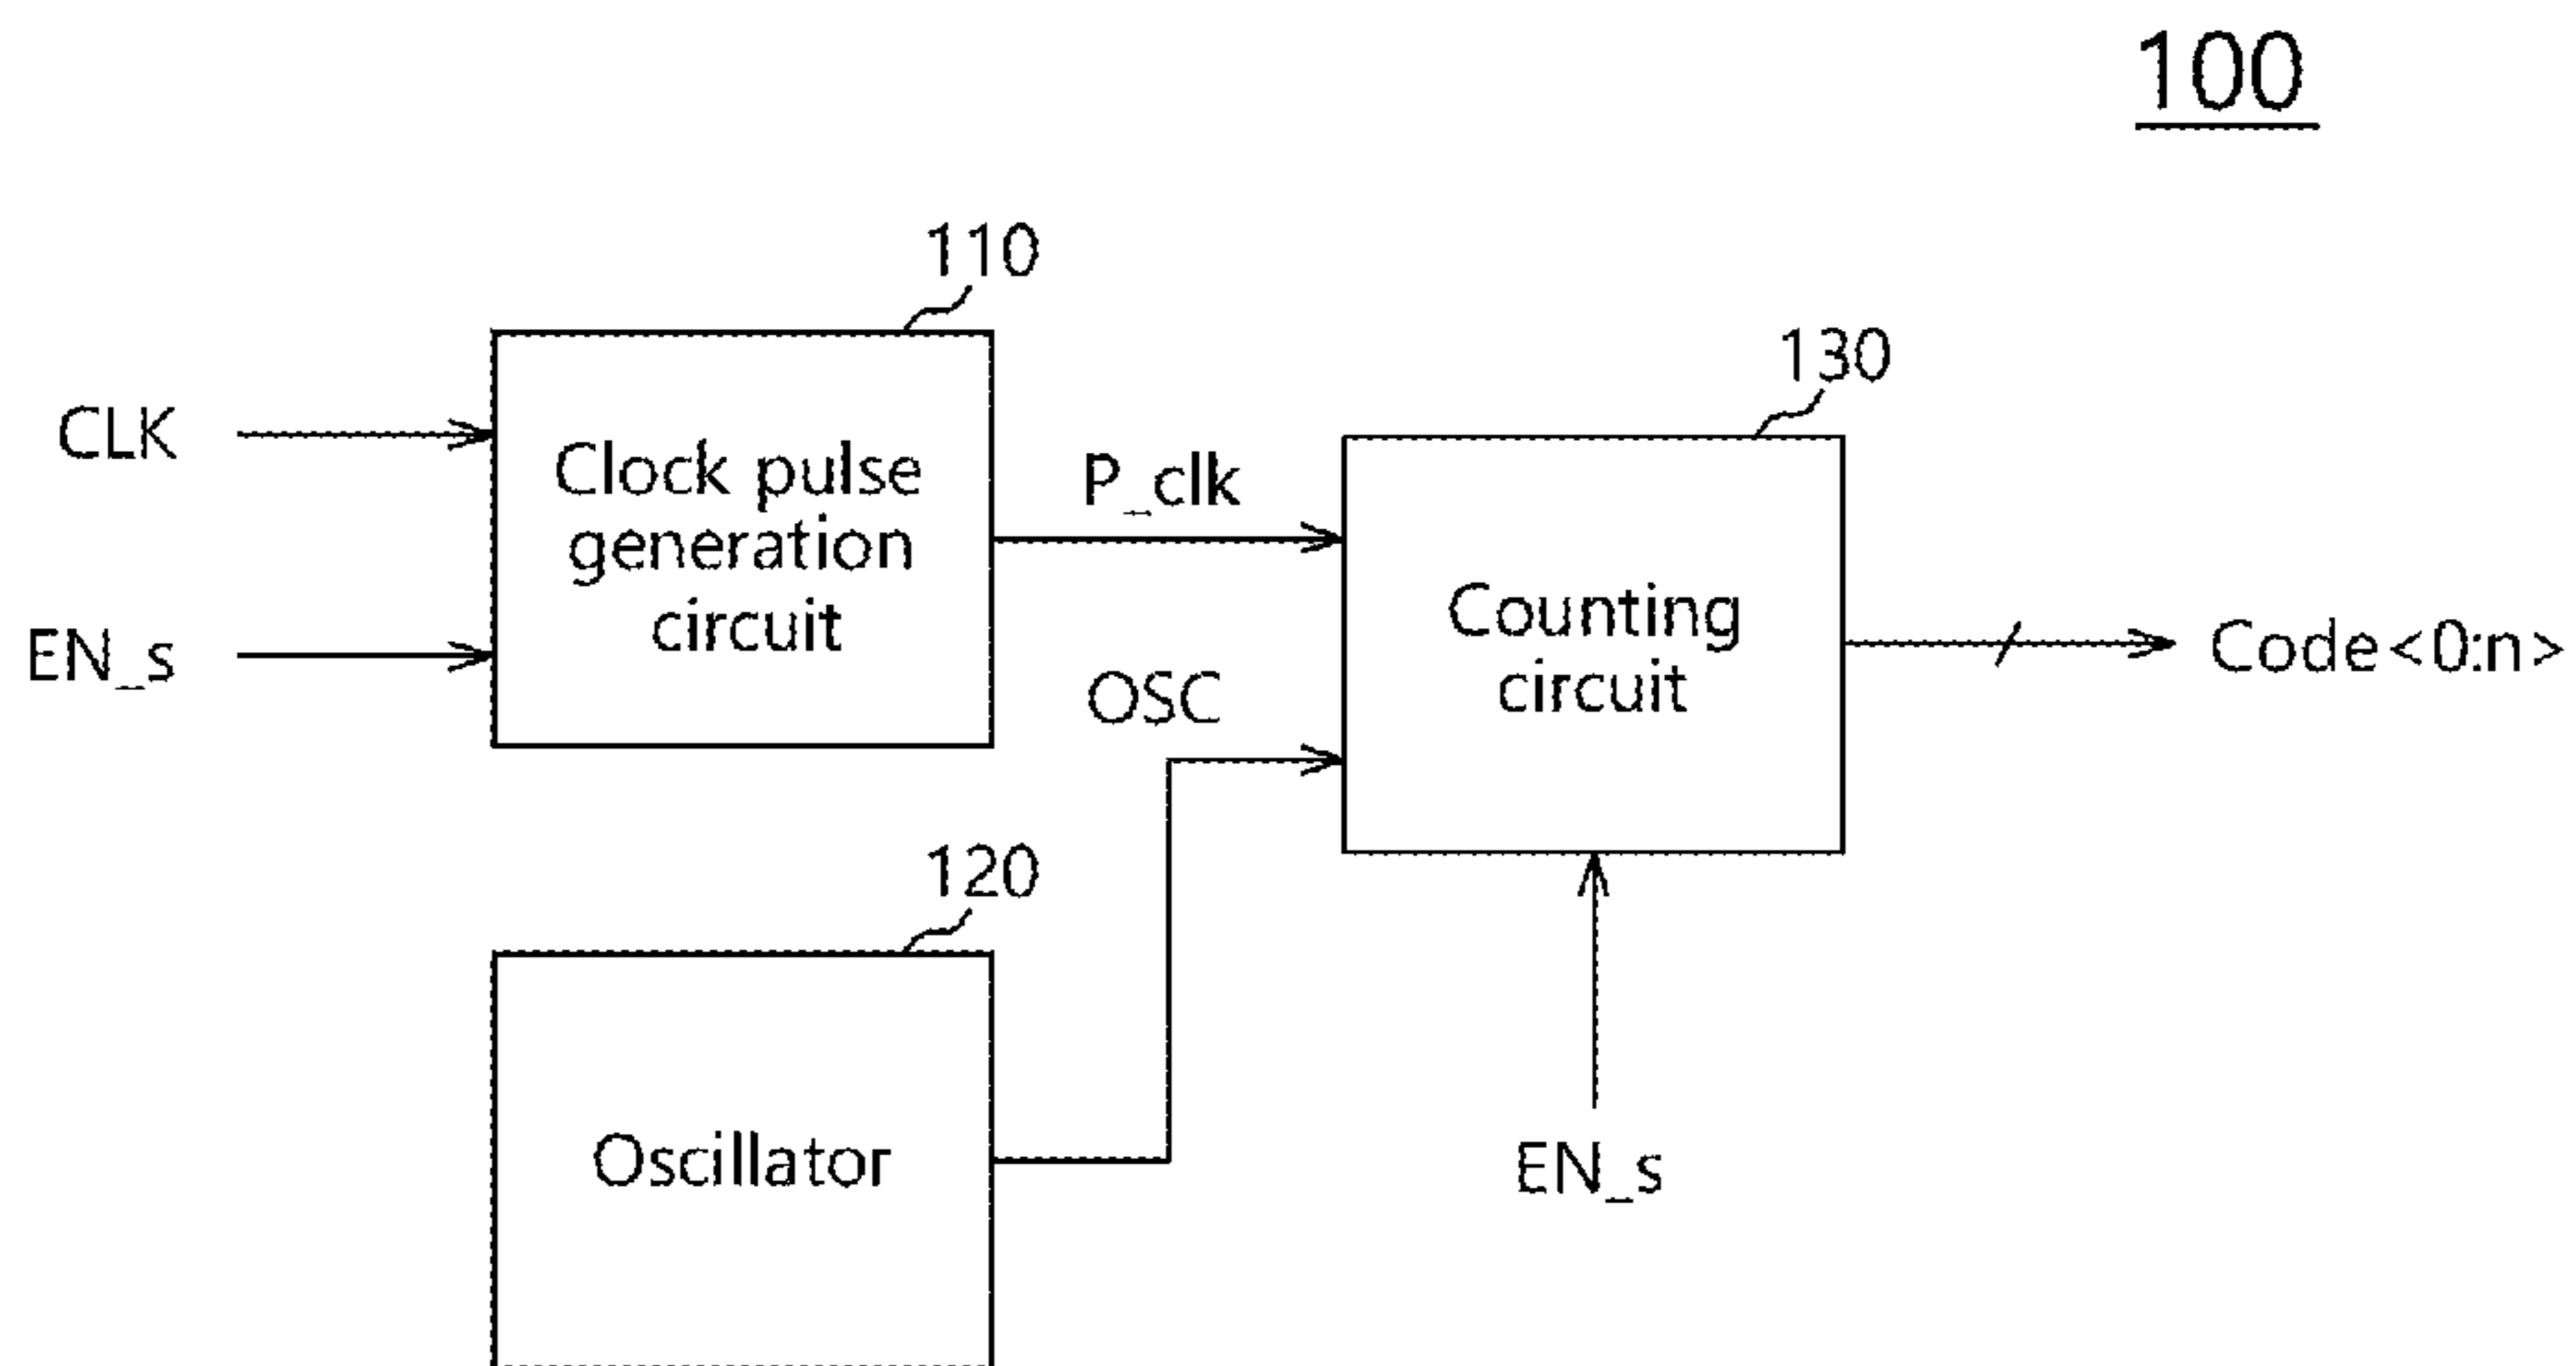 100
110
130
CLK
Clock pulse
generation
circuit
P_clk
EN_s
Counting
circuit
Code<0:n>
OSC
120
Oscillator
EN_s